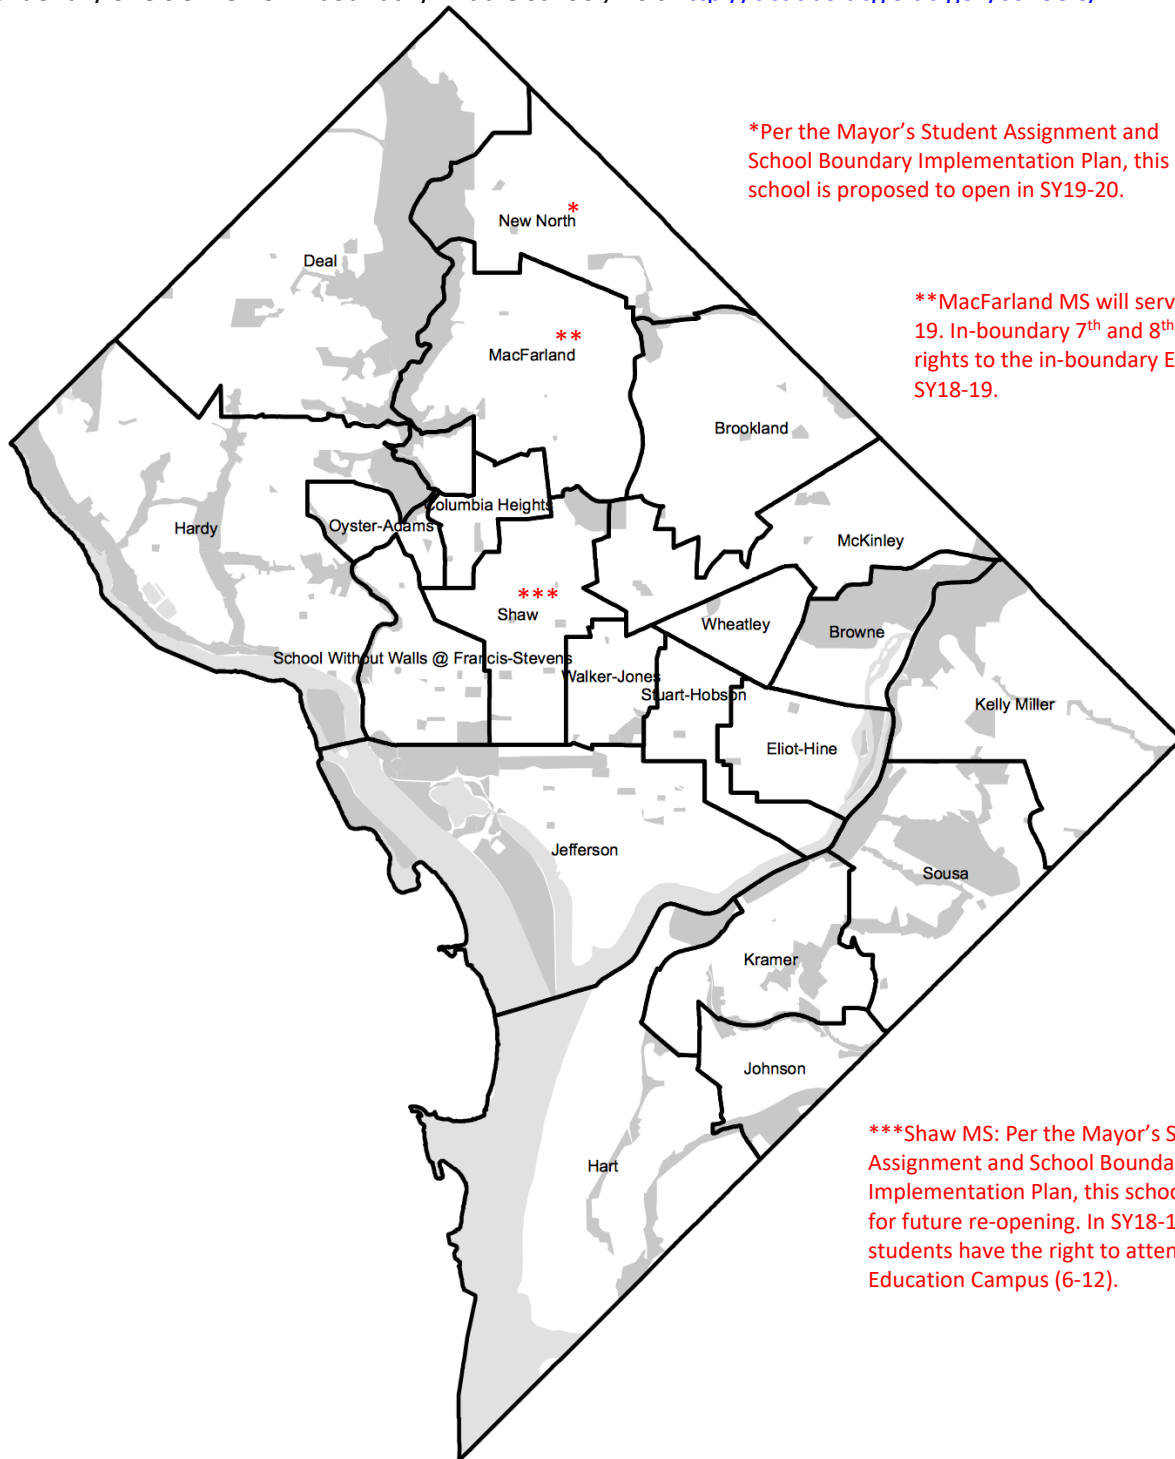 *Per the Mayor's Student Assignment and
School Boundary Implementation Plan, this
school is proposed to open in SY19-20.
*
New North
Deal
**MacFarland MS will serv
19. In-boundary 7th and 8th
rights to the in-boundary E
SY18-19.
**
MacFarland
Brookland
Columbia Heights
Oyster-Adams
Hardy
McKinley
***
Shaw
Wheatley
Browne
School Without Walls @ Francis-Stevens
Walker-Jones
Stuart-Hobson
Kelly Miller
Eliot-Hine
Jefferson
Sousa
Kramer
Johnson
Hart
***Shaw MS: Per the Mayor's S
Assignment and School Bounda
Implementation Plan, this schoo
for future re-opening. In SY18-1
students have the right to atten
Education Campus (6-12).